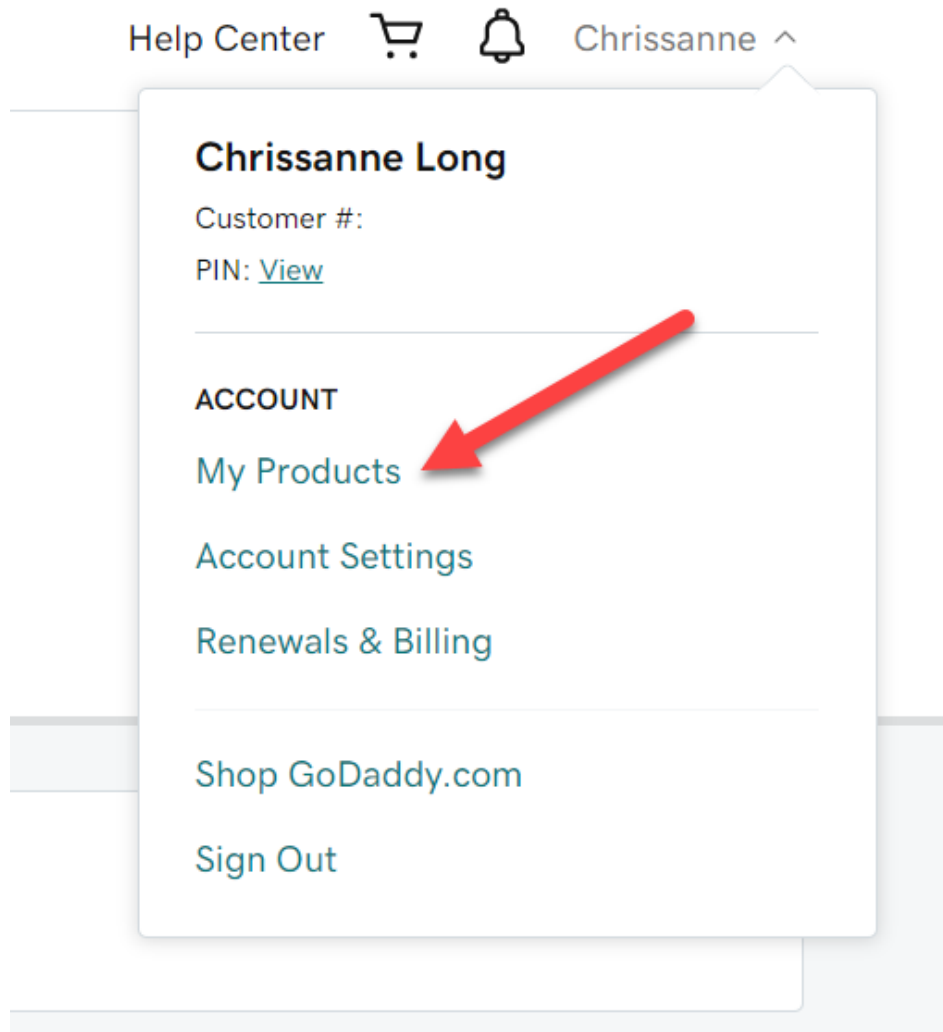 Help Center Chrissanne
Chrissanne Long
Customer #:
PIN: View
ACCOUNT
My Products
Account Settings
Renewals & Billing
Shop GoDaddy.com
Sign Out